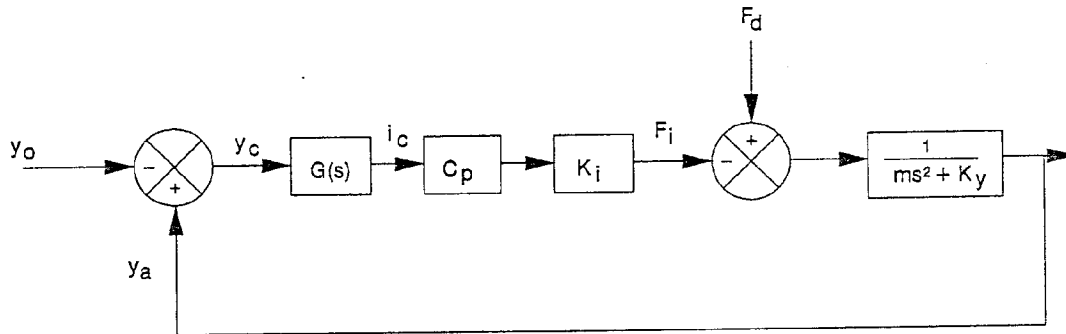 F_d
y_o
−
+
y_c
G(s)
i_c
C_p
K_i
F_i
+
−
1
ms² + K_y
y_a